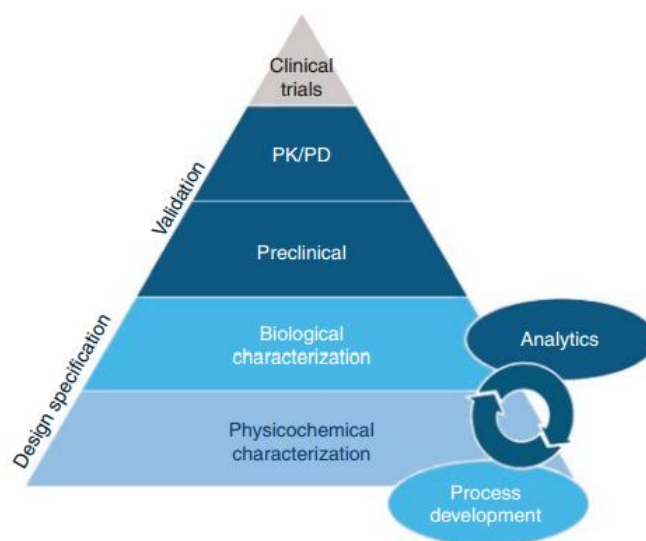 Clinical
trials
PK/PD
Validation
Preclinical
Biological
characterization
Analytics
Design specification
Physicochemical
characterization
Process
development